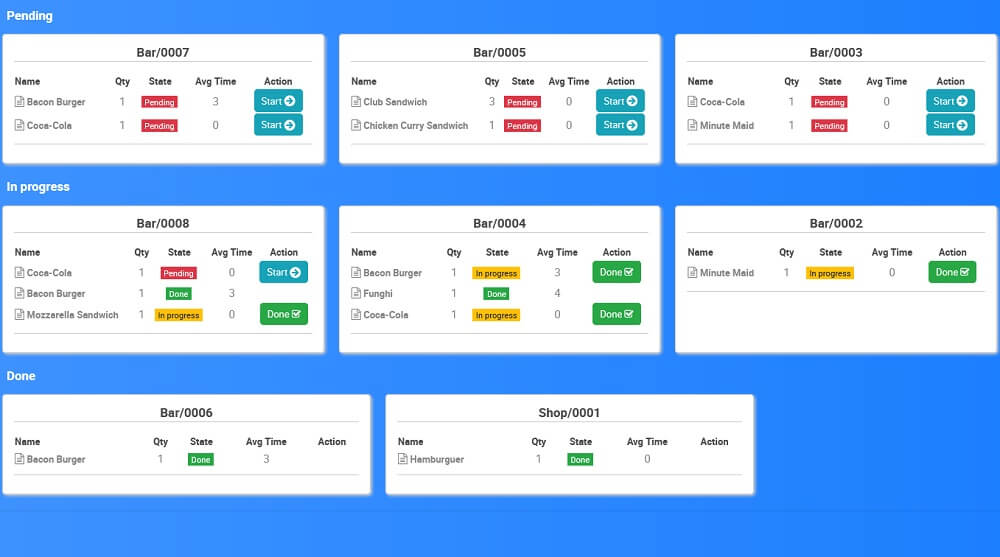 Pending
Bar/0007
Name Qty State Avg Time Action
Bacon Burger 1 Pending 3 Start
Coca-Cola 1 Pending 0 Start
Bar/0005
Name Qty State Avg Time Action
Club Sandwich 3 Pending 0 Start
Chicken Curry Sandwich 1 Pending 0 Start
Bar/0003
Name Qty State Avg Time Action
Coca-Cola 1 Pending 0 Start
Minute Maid 1 Pending 0 Start
In progress
Bar/0008
Name Qty State Avg Time Action
Coca-Cola 1 Pending 0 Start
Bacon Burger 1 Done 3
Mozzarella Sandwich 1 In progress 0 Done
Bar/0004
Name Qty State Avg Time Action
Bacon Burger 1 In progress 3 Done
Funghi 1 Done 4
Coca-Cola 1 In progress 0 Done
Bar/0002
Name Qty State Avg Time Action
Minute Maid 1 In progress 0 Done
Done
Bar/0006
Name Qty State Avg Time Action
Bacon Burger 1 Done 3
Shop/0001
Name Qty State Avg Time Action
Hamburguer 1 Done 0